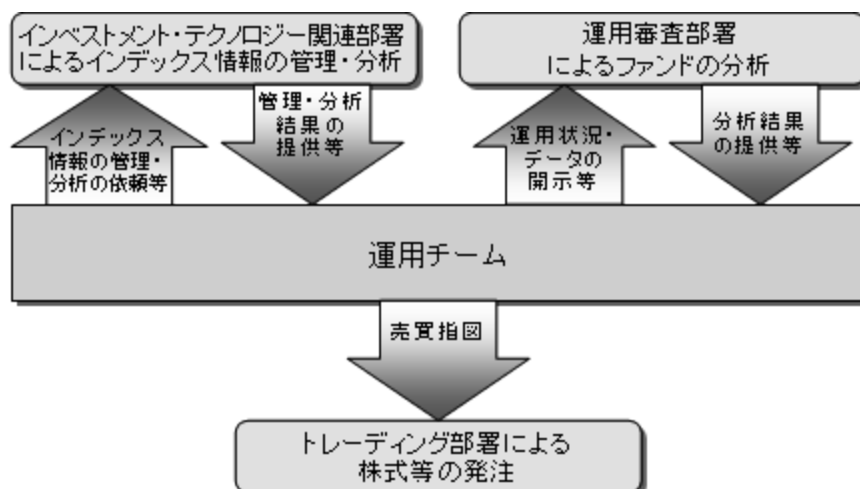 インベストメント・テクノロジー関連部署
によるインデックス情報の管理・分析
運用審査部署
によるファンドの分析
インデックス
情報の管理・
分析の依頼等
管理・分析
結果の
提供等
運用状況・
データの
開示等
分析結果
の提供等
運用チーム
売買指図
トレーディング部署による
株式等の発注